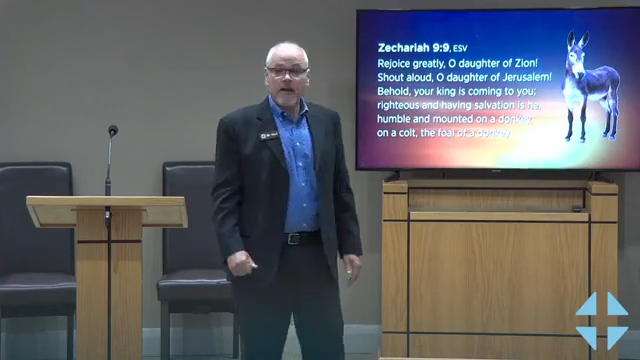 Zechariah 9:9, ESV
Rejoice greatly, O daughter of Zion!
Shout aloud, O daughter of Jerusalem!
Behold, your king is coming to you;
righteous and having salvation is he,
humble and mounted on a donkey,
on a colt, the foal of a donkey.